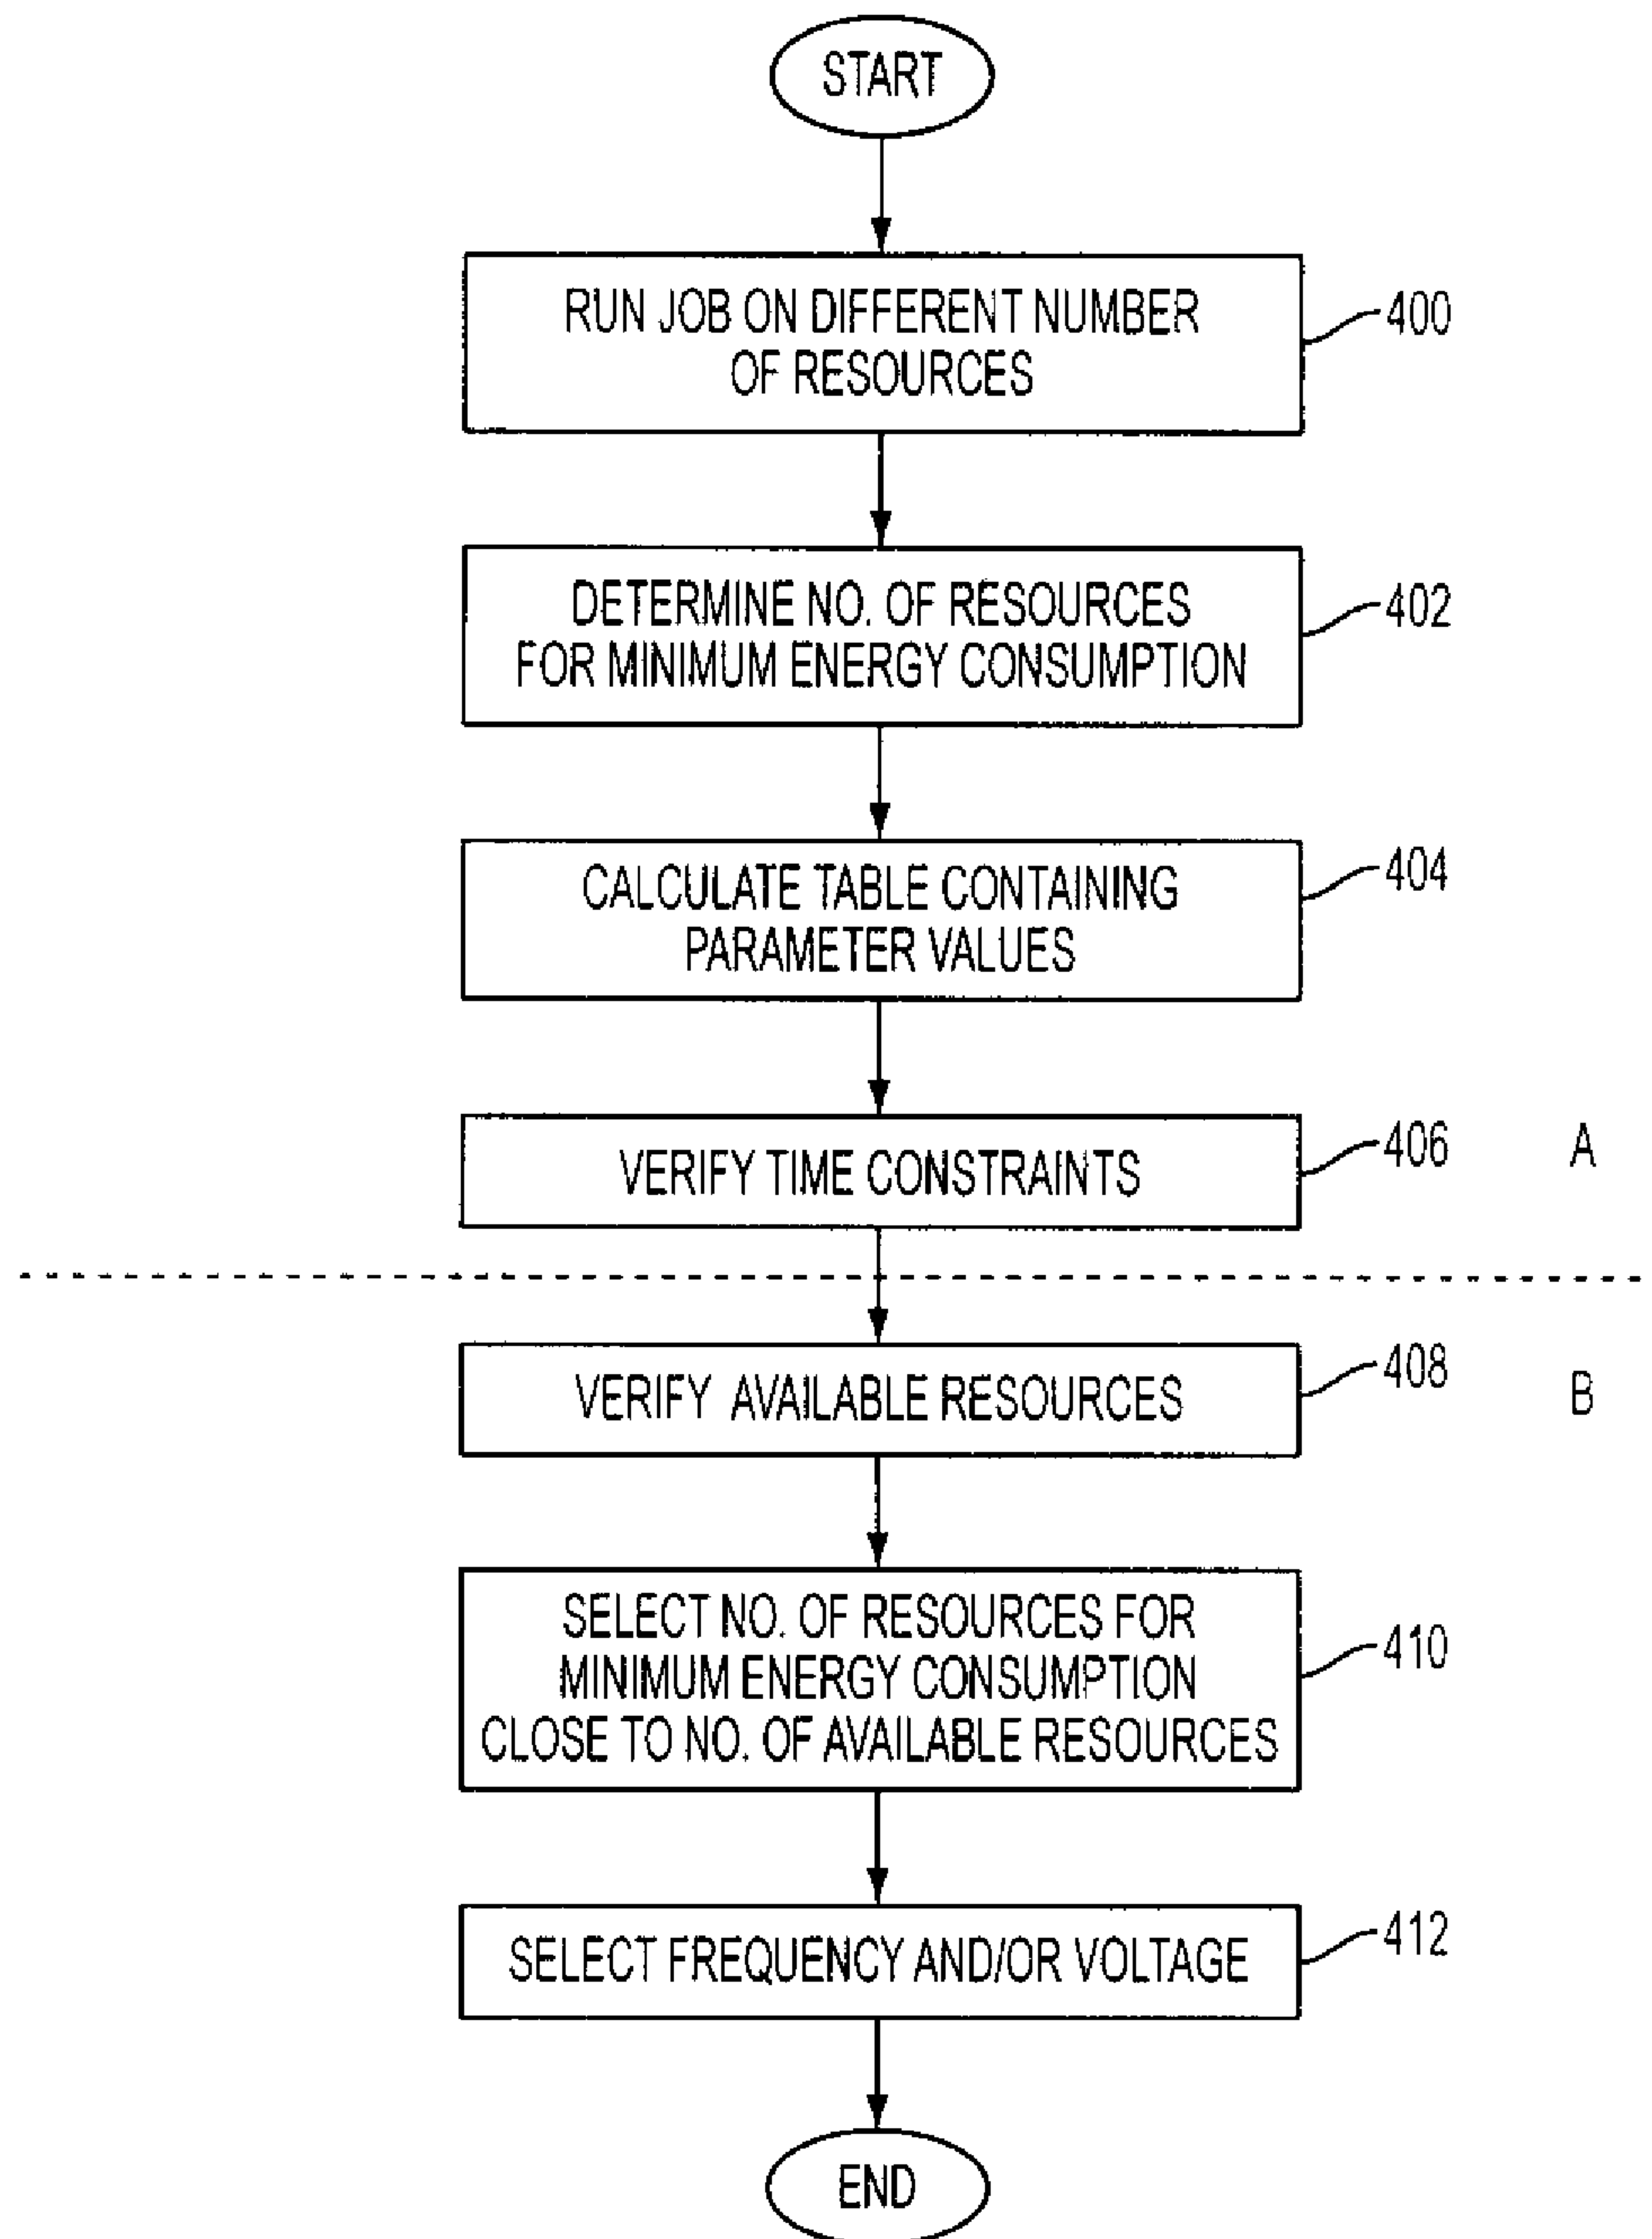 START
RUN JOB ON DIFFERENT NUMBER
OF RESOURCES
400
DETERMINE NO. OF RESOURCES
FOR MINIMUM ENERGY CONSUMPTION
402
CALCULATE TABLE CONTAINING
PARAMETER VALUES
404
VERIFY TIME CONSTRAINTS
406
A
VERIFY AVAILABLE RESOURCES
408
B
SELECT NO. OF RESOURCES FOR
MINIMUM ENERGY CONSUMPTION
CLOSE TO NO. OF AVAILABLE RESOURCES
410
SELECT FREQUENCY AND/OR VOLTAGE
412
END